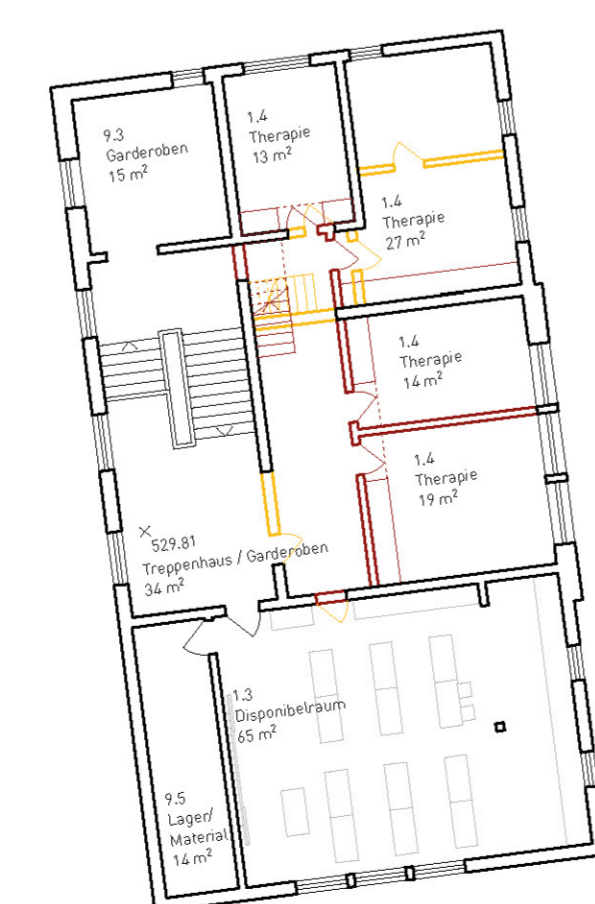 9.3
Garderoben
15 m²
1.4
Therapie
13 m²
1.4
Therapie
27 m²
1.4
Therapie
14 m²
1.4
Therapie
19 m²
529.81
Treppenhaus / Garderoben
34 m²
1.3
Disponibelraum
65 m²
9.5
Lager/
Material
14 m²